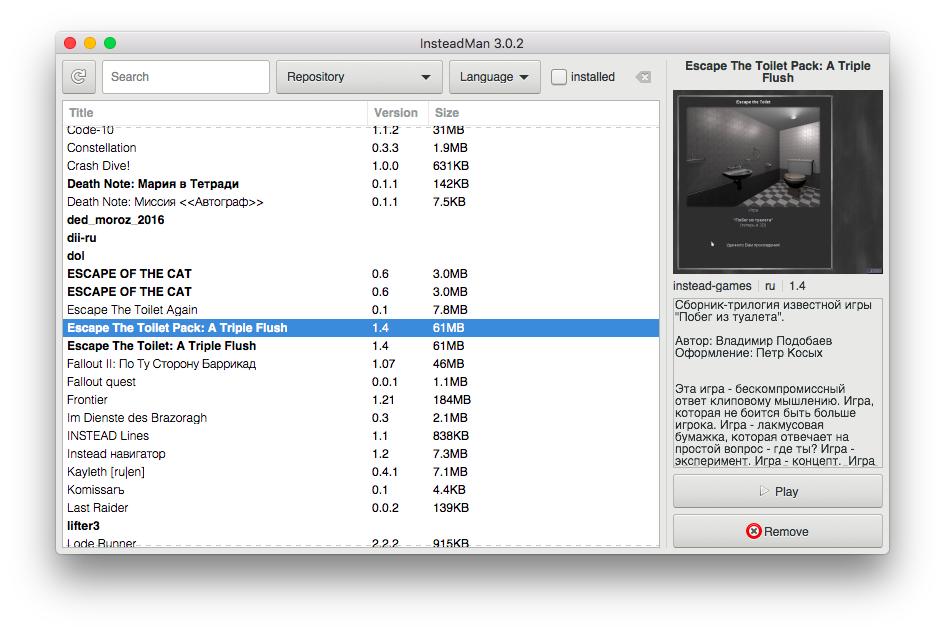 InsteadMan 3.0.2
Search
Repository
Language
installed
Title Version Size
Code-10 1.1.2 31MB
Constellation 0.3.3 1.9MB
Crash Dive! 1.0.0 631KB
Death Note: Мария в Тетради 0.1.1 142KB
Death Note: Миссия <<Автограф>> 0.1.1 7.5KB
ded_moroz_2016
dii-ru
dol
ESCAPE OF THE CAT 0.6 3.0MB
ESCAPE OF THE CAT 0.6 3.0MB
Escape The Toilet Again 0.1 7.8MB
Escape The Toilet Pack: A Triple Flush 1.4 61MB
Escape The Toilet: A Triple Flush 1.4 61MB
Fallout II: По Ту Сторону Баррикад 1.07 46MB
Fallout quest 0.0.1 1.1MB
Frontier 1.21 184MB
Im Dienste des Brazoragh 0.3 2.1MB
INSTEAD Lines 1.1 838KB
Instead навигатор 1.2 7.3MB
Kayleth [ru|en] 0.4.1 7.1MB
Komissarъ 0.1 4.4KB
Last Raider 0.0.2 139KB
lifter3
Lode Runner 2.2.2 915KB
Escape The Toilet Pack: A Triple
Flush
Escape the Toilet
"Побег из туалета"
(теперь в 3D)
Удачного Вам прохождения!
instead-games ru 1.4
Сборник-трилогия известной игры
"Побег из туалета".
Автор: Владимир Подобаев
Оформление: Петр Косых
Эта игра - бескомпромиссный
ответ клиповому мышлению. Игра,
которая не боится быть больше
игрока. Игра - лакмусовая
бумажка, которая отвечает на
простой вопрос - где ты? Игра -
эксперимент. Игра - концепт. Игра
Play
Remove